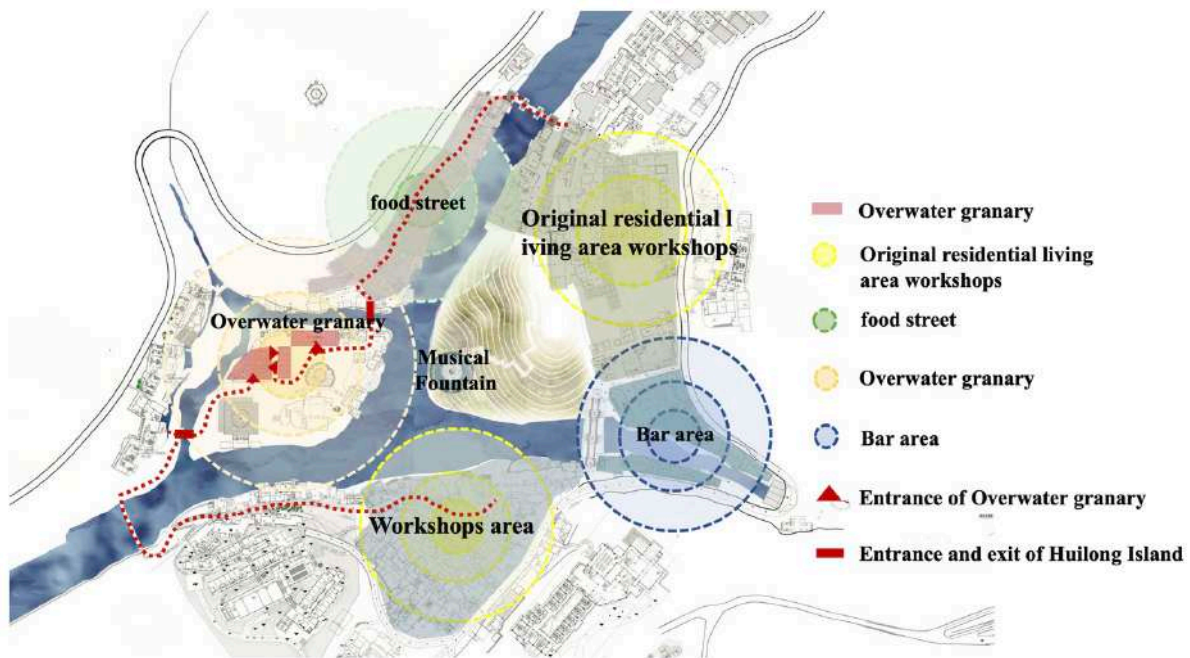 food street
Original residential l
iving area workshops
Overwater granary
Musical
Fountain
Bar area
Workshops area
Overwater granary
Original residential living
area workshops
food street
Overwater granary
Bar area
Entrance of Overwater granary
Entrance and exit of Huilong Island